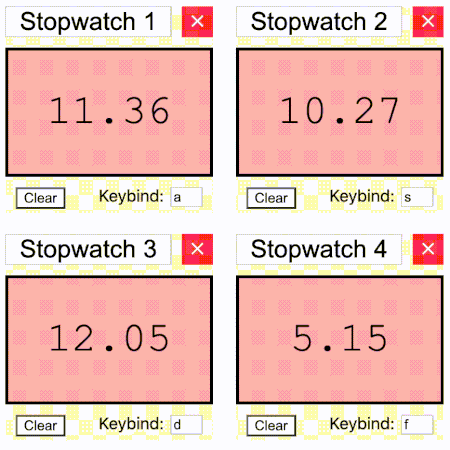 Stopwatch 1 ×
Stopwatch 2 ×
11.36
10.27
Clear Keybind: a
Clear Keybind: s
Stopwatch 3 ×
Stopwatch 4 ×
12.05
5.15
Clear Keybind: d
Clear Keybind: f